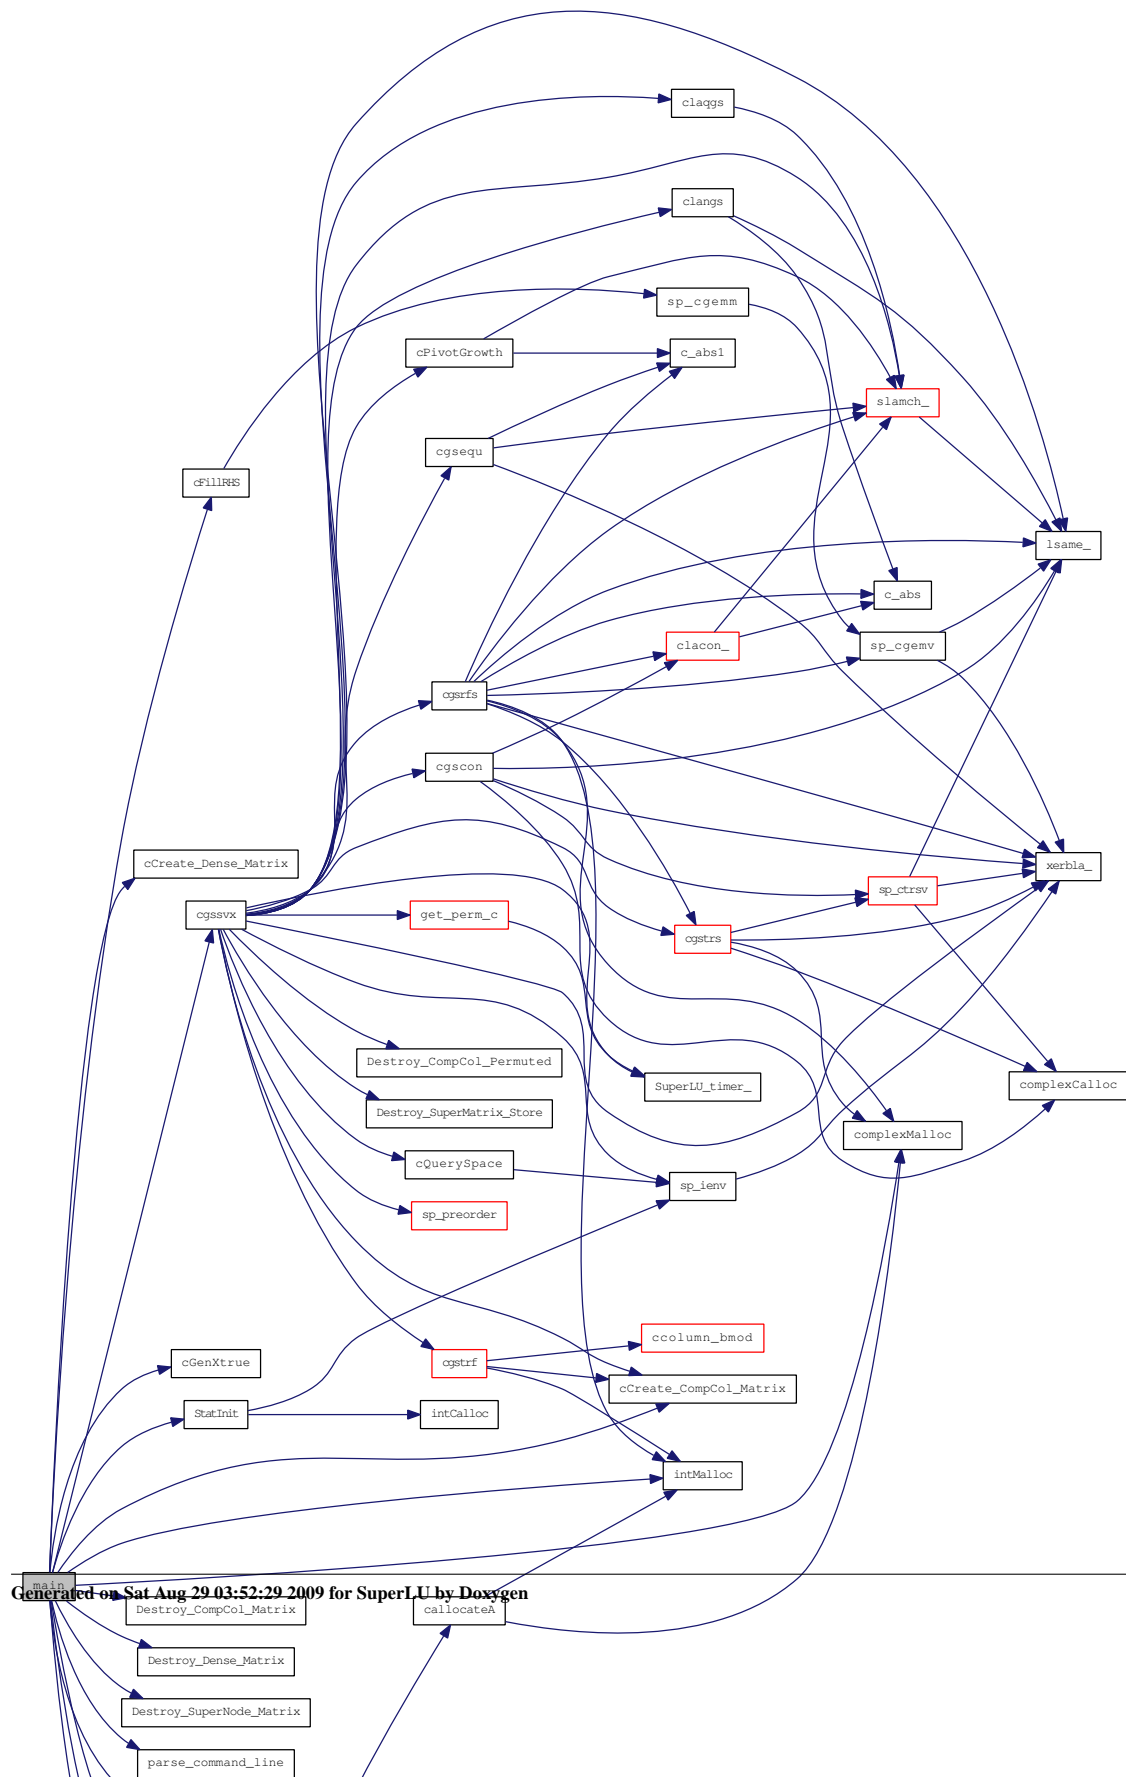 claqgs
clangs
sp_cgemm
cPivotGrowth
c_abs1
slamch_
cgsequ
cFillRHS
lsame_
c_abs
clacon_
sp_cgemv
cgsrfs
cgscon
cCreate_Dense_Matrix
xerbla_
sp_ctrsv
cgssvx
get_perm_c
cgstrs
Destroy_CompCol_Permuted
SuperLU_timer_
complexCalloc
Destroy_SuperMatrix_Store
complexMalloc
cQuerySpace
sp_ienv
sp_preorder
ccolumn_bmod
cGenXtrue
cgstrf
cCreate_CompCol_Matrix
StatInit
intCalloc
intMalloc
main
Generated on Sat Aug 29 03:52:29 2009 for SuperLU by Doxygen
Destroy_CompCol_Matrix
callocateA
Destroy_Dense_Matrix
Destroy_SuperNode_Matrix
parse_command_line